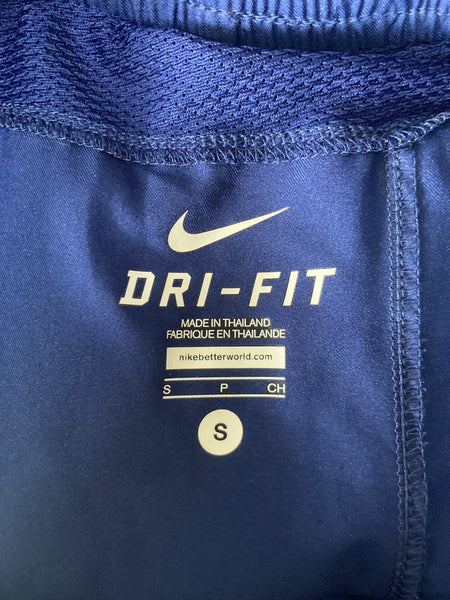 DRI-FIT
MADE IN THAILAND
FABRIQUE EN THAILANDE
nikebetterworld.com
S P CH
S